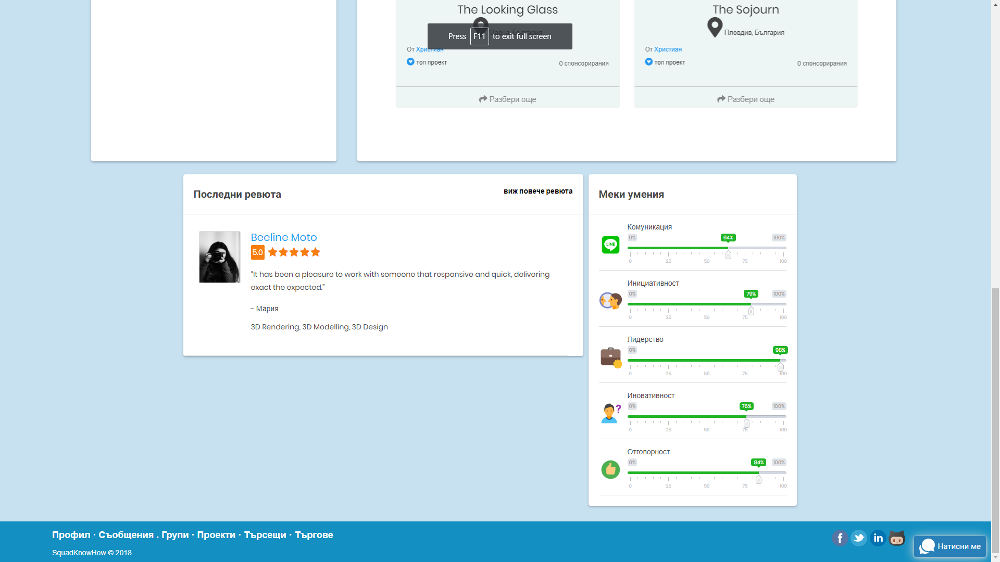 The Looking Glass
Варна, България
От Христиан
топ проект
0 спонсорирания
Разбери още
The Sojourn
Пловдив, България
От Христиан
топ проект
0 спонсорирания
Разбери още
Press F11 to exit full screen
Последни ревюта
виж повече ревюта
Beeline Moto
5.0
“It has been a pleasure to work with someone that responsive and quick, delivering
exact the expected.”
- Мария
3D Rendering, 3D Modelling, 3D Design
Меки умения
LINE
Комуникация
0% 64% 100%
0 25 50 75 100
Инициативност
0% 79% 100%
0 25 50 75 100
Лидерство
0% 98%
0 25 50 75 100
Иновативност
0% 76% 100%
0 25 50 75 100
Отговорност
0% 84% 100%
0 25 50 75 100
Профил · Съобщения . Групи · Проекти · Търсещи · Търгове
SquadKnowHow © 2018
Натисни ме